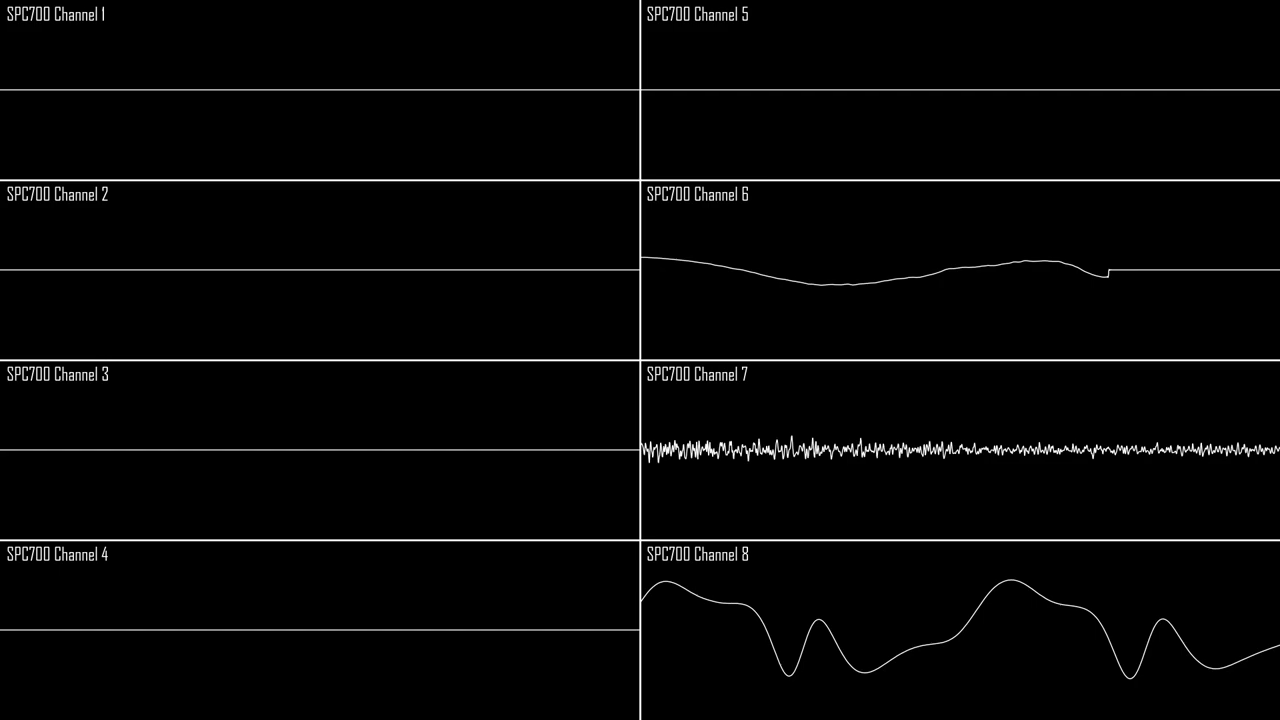 SPC700 Channel 1
SPC700 Channel 2
SPC700 Channel 3
SPC700 Channel 4
SPC700 Channel 5
SPC700 Channel 6
SPC700 Channel 7
SPC700 Channel 8